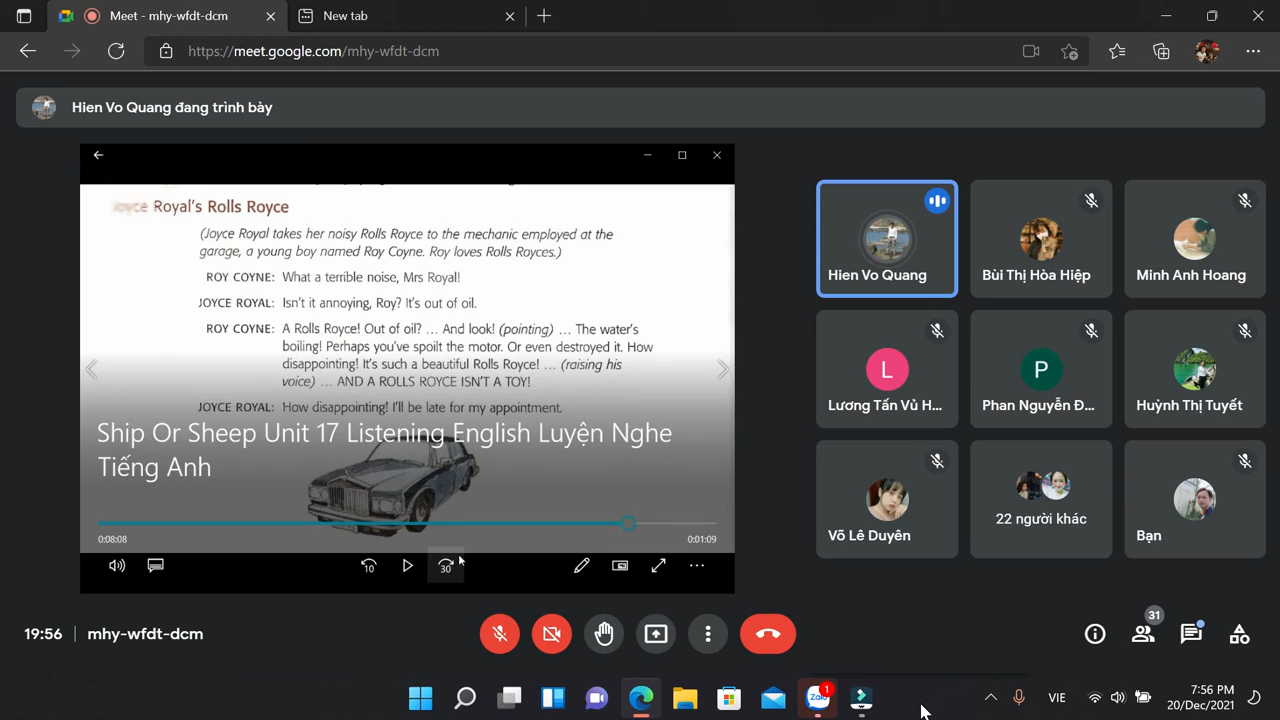 Meet - mhy-wfdt-dcm
New tab
https://meet.google.com/mhy-wfdt-dcm
Hien Vo Quang đang trình bày
Joyce Royal's Rolls Royce
(Joyce Royal takes her noisy Rolls Royce to the mechanic employed at the
garage, a young boy named Roy Coyne. Roy loves Rolls Royces.)
ROY COYNE: What a terrible noise, Mrs Royal!
JOYCE ROYAL: Isn't it annoying, Roy? It's out of oil.
ROY COYNE: A Rolls Royce! Out of oil? … And look! (pointing) … The water's
boiling! Perhaps you've spoilt the motor. Or even destroyed it. How
disappointing! It's such a beautiful Rolls Royce! … (raising his
voice) … AND A ROLLS ROYCE ISN'T A TOY!
JOYCE ROYAL: How disappointing! I'll be late for my appointment.
Ship Or Sheep Unit 17 Listening English Luyện Nghe
Tiếng Anh
0:08:08
0:01:09
10
30
Hien Vo Quang
Bùi Thị Hòa Hiệp
Minh Anh Hoang
L
Lương Tấn Vủ H...
P
Phan Nguyễn Đ...
Huỳnh Thị Tuyết
Võ Lê Duyên
22 người khác
Bạn
19:56
mhy-wfdt-dcm
31
Zalo
1
VIE
7:56 PM
20/Dec/2021